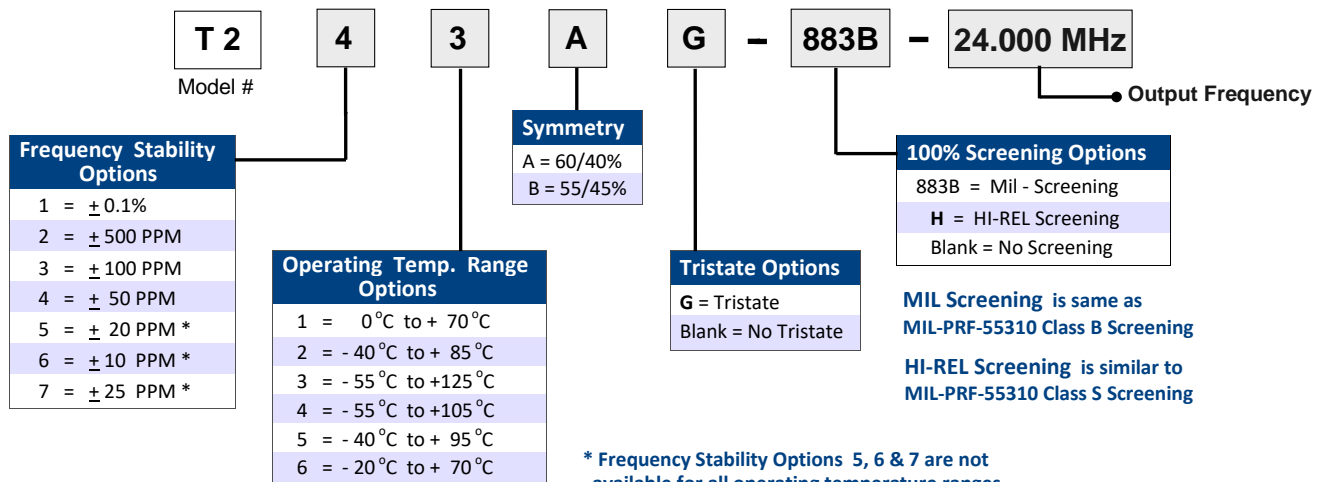 T 2 4 3 A G – 883B – 24.000 MHz
Model #
Output Frequency
Frequency Stability
Options
1 = ± 0.1%
2 = ± 500 PPM
3 = ± 100 PPM
4 = ± 50 PPM
5 = ± 20 PPM *
6 = ± 10 PPM *
7 = ± 25 PPM *
Operating Temp. Range
Options
1 = 0°C to + 70°C
2 = - 40°C to + 85°C
3 = - 55°C to +125°C
4 = - 55°C to +105°C
5 = - 40°C to + 95°C
6 = - 20°C to + 70°C
Symmetry
A = 60/40%
B = 55/45%
Tristate Options
G = Tristate
Blank = No Tristate
100% Screening Options
883B = Mil - Screening
H = HI-REL Screening
Blank = No Screening
MIL Screening is same as
MIL-PRF-55310 Class B Screening
HI-REL Screening is similar to
MIL-PRF-55310 Class S Screening
* Frequency Stability Options 5, 6 & 7 are not
available for all operating temperature ranges